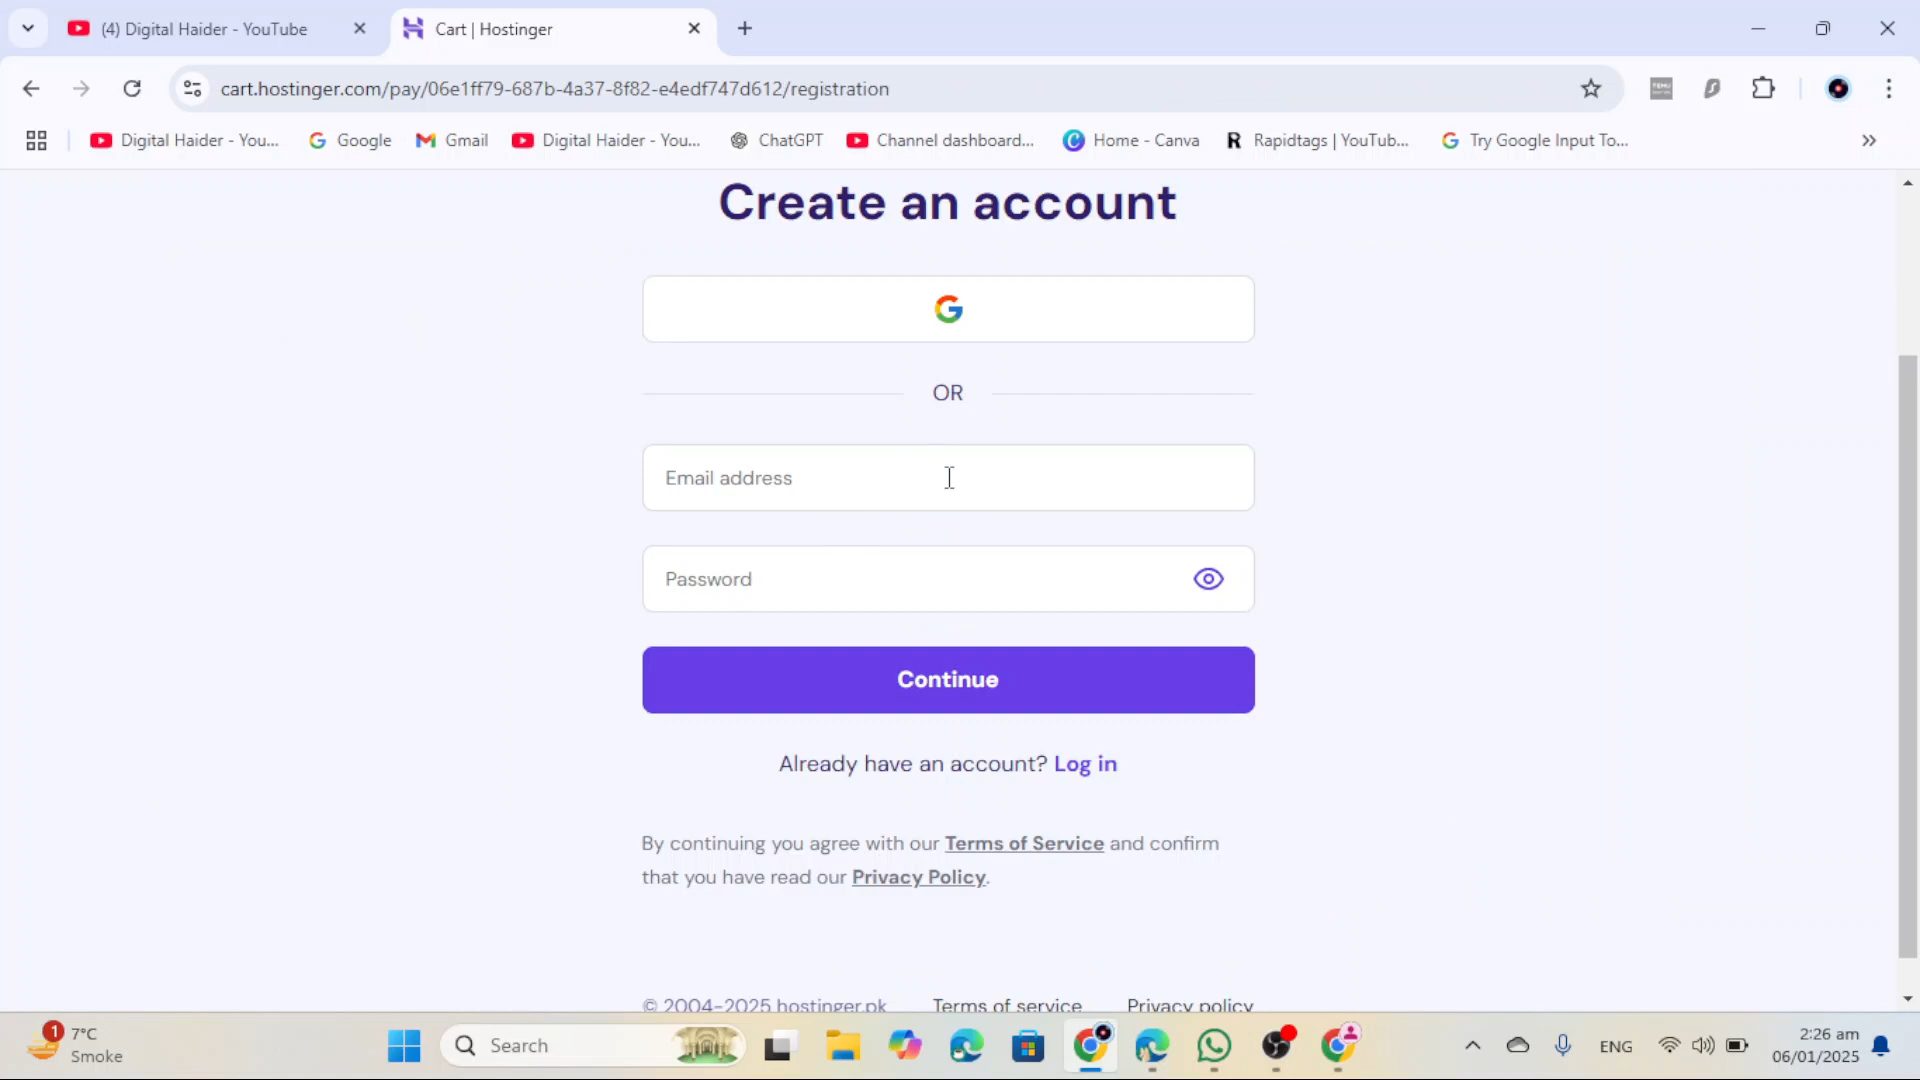 (4) Digital Haider - YouTube
Cart | Hostinger
cart.hostinger.com/pay/06e1ff79-687b-4a37-8f82-e4edf747d612/registration
Digital Haider - You...
Google
Gmail
Digital Haider - You...
ChatGPT
Channel dashboard...
Home - Canva
Rapidtags | YouTub...
Try Google Input To...
Create an account
OR
Email address
Password
Continue
Already have an account? Log in
By continuing you agree with our Terms of Service and confirm
that you have read our Privacy Policy.
© 2004-2025 hostinger.pk
Terms of service
Privacy policy
1
7°C
Smoke
Search
ENG
2:26 am
06/01/2025